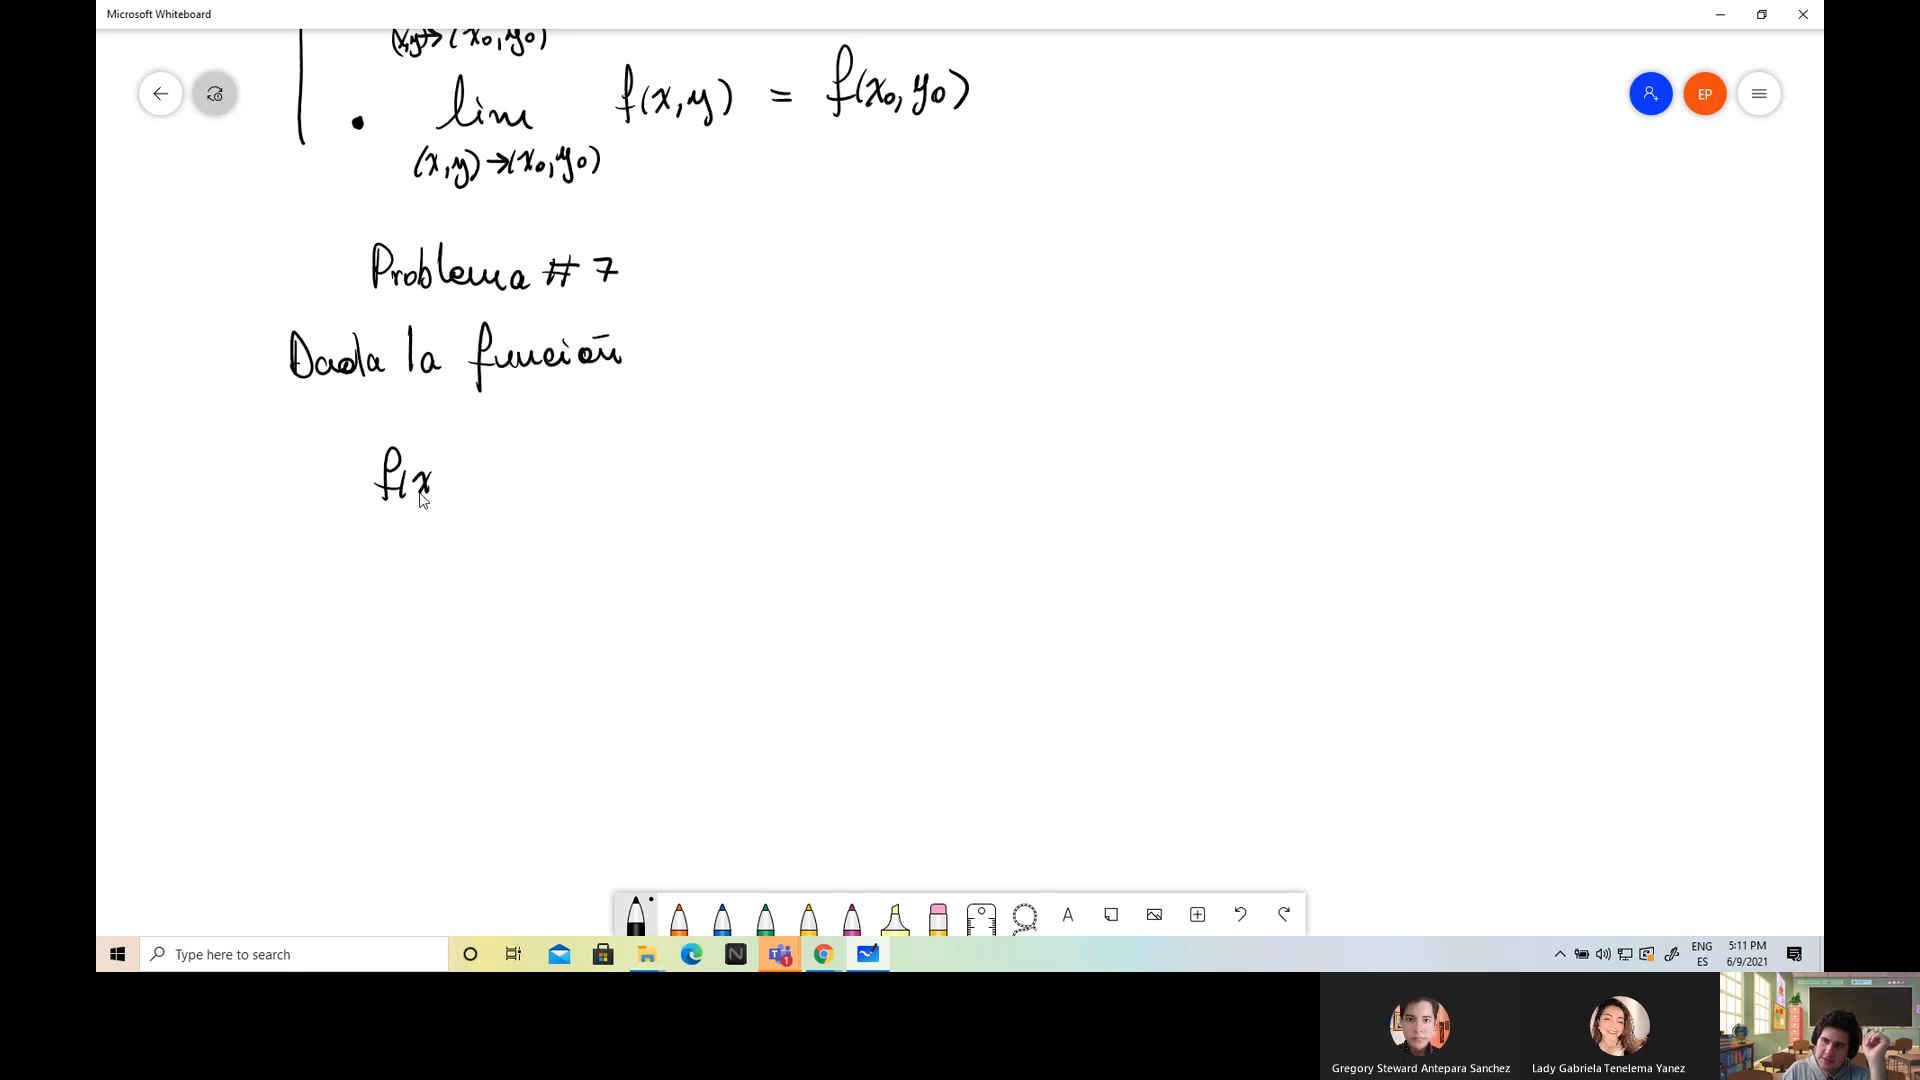 Microsoft Whiteboard
(x,y)→(x₀,y₀)
• lim f(x,y) = f(x₀,y₀)
(x,y)→(x₀,y₀)
EP
Problema # 7
Dada la función
f(x
A
Type here to search
N
1
ENG
ES
5:11 PM
6/9/2021
Gregory Steward Antepara Sanchez
Lady Gabriela Tenelema Yanez